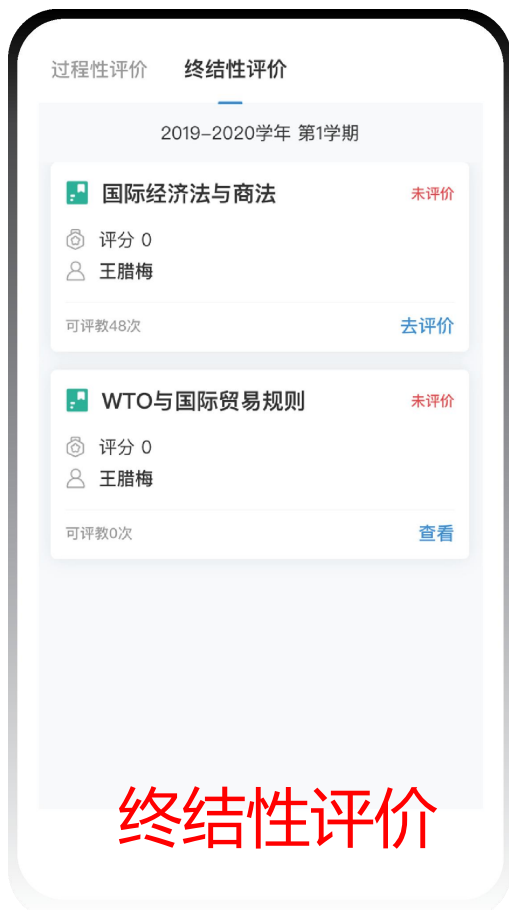 过程性评价 终结性评价
2019-2020学年 第1学期
国际经济法与商法 未评价
评分 0
王腊梅
可评教48次 去评价
WTO与国际贸易规则 未评价
评分 0
王腊梅
可评教0次 查看
终结性评价